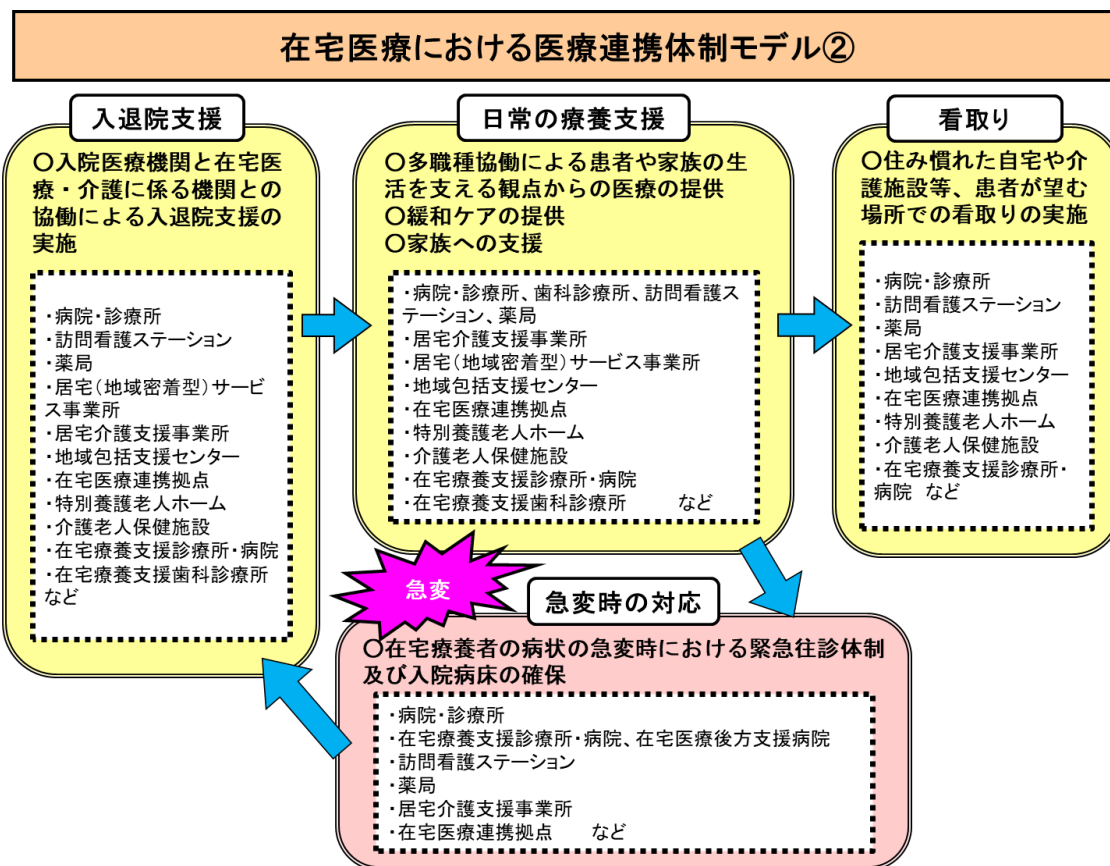 在宅医療における医療連携体制モデル②
入退院支援
○入院医療機関と在宅医
療・介護に係る機関との
協働による入退院支援の
実施
・病院・診療所
・訪問看護ステーション
・薬局
・居宅(地域密着型)サービ
ス事業所
・居宅介護支援事業所
・地域包括支援センター
・在宅医療連携拠点
・特別養護老人ホーム
・介護老人保健施設
・在宅療養支援診療所・病院
・在宅療養支援歯科診療所
など
日常の療養支援
○多職種協働による患者や家族の生
活を支える観点からの医療の提供
○緩和ケアの提供
○家族への支援
・病院・診療所、歯科診療所、訪問看護ス
テーション、薬局
・居宅介護支援事業所
・居宅(地域密着型)サービス事業所
・地域包括支援センター
・在宅医療連携拠点
・特別養護老人ホーム
・介護老人保健施設
・在宅療養支援診療所・病院
・在宅療養支援歯科診療所 など
看取り
○住み慣れた自宅や介
護施設等、患者が望む
場所での看取りの実施
・病院・診療所
・訪問看護ステーション
・薬局
・居宅介護支援事業所
・地域包括支援センター
・在宅医療連携拠点
・特別養護老人ホーム
・介護老人保健施設
・在宅療養支援診療所・
病院 など
急変
急変時の対応
○在宅療養者の病状の急変時における緊急往診体制
及び入院病床の確保
・病院・診療所
・在宅療養支援診療所・病院、在宅医療後方支援病院
・訪問看護ステーション
・薬局
・居宅介護支援事業所
・在宅医療連携拠点 など